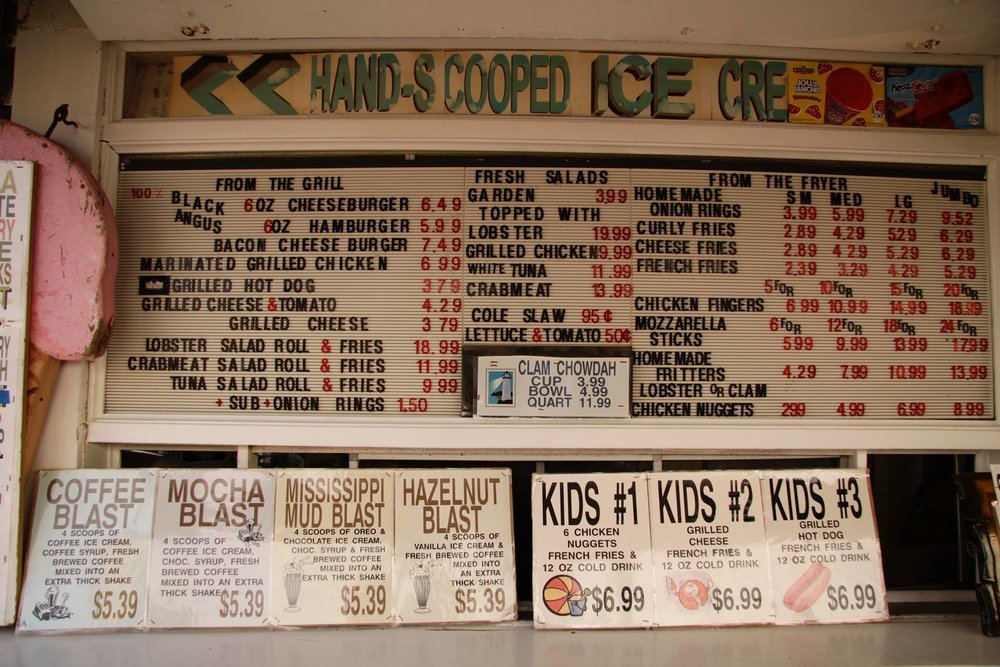 HAND-SCOOPED ICE CRE
JOLLY RANCHER
FROM THE GRILL
100% BLACK ANGUS 6OZ CHEESEBURGER 6.49
6OZ HAMBURGER 5.99
BACON CHEESE BURGER 7.49
MARINATED GRILLED CHICKEN 6.99
GRILLED HOT DOG 3.79
GRILLED CHEESE & TOMATO 4.29
GRILLED CHEESE 3.79
LOBSTER SALAD ROLL & FRIES 18.99
CRABMEAT SALAD ROLL & FRIES 11.99
TUNA SALAD ROLL & FRIES 9.99
+ SUB + ONION RINGS 1.50
FRESH SALADS
GARDEN 3.99
TOPPED WITH
LOBSTER 19.99
GRILLED CHICKEN 9.99
WHITE TUNA 11.99
CRABMEAT 13.99
COLE SLAW 95¢
LETTUCE & TOMATO 50¢
CLAM CHOWDAH
CUP 3.99
BOWL 4.99
QUART 11.99
FROM THE FRYER
SM MED LG JUMBO
HOMEMADE
ONION RINGS 3.99 5.99 7.29 9.52
CURLY FRIES 2.89 4.29 5.29 6.29
CHEESE FRIES 2.89 4.29 5.29 6.29
FRENCH FRIES 2.39 3.29 4.29 5.29
5 FOR 10 FOR 15 FOR 20 FOR
CHICKEN FINGERS 6.99 10.99 14.99 18.39
MOZZARELLA 6 FOR 12 FOR 18 FOR 24 FOR
STICKS 5.99 9.99 13.99 17.99
HOMEMADE
FRITTERS 4.29 7.99 10.99 13.99
LOBSTER OR CLAM
CHICKEN NUGGETS 2.99 4.99 6.99 8.99
COFFEE
BLAST
4 SCOOPS OF
COFFEE ICE CREAM,
COFFEE SYRUP, FRESH
BREWED COFFEE
MIXED INTO AN
EXTRA THICK SHAKE
$5.39
MOCHA
BLAST
4 SCOOPS OF
COFFEE ICE CREAM,
CHOC. SYRUP, FRESH
BREWED COFFEE
MIXED INTO AN
EXTRA THICK
SHAKE $5.39
MISSISSIPPI
MUD BLAST
4 SCOOPS OF OREO &
CHOCOLATE ICE CREAM,
CHOC. SYRUP & FRESH
BREWED COFFEE
MIXED INTO AN
EXTRA THICK SHAKE
$5.39
HAZELNUT
BLAST
4 SCOOPS OF
VANILLA ICE CREAM &
FRESH BREWED COFFEE
MIXED INTO AN
EXTRA THICK
SHAKE
$5.39
KIDS #1
6 CHICKEN
NUGGETS
FRENCH FRIES &
12 OZ COLD DRINK
$6.99
KIDS #2
GRILLED
CHEESE
FRENCH FRIES &
12 OZ COLD DRINK
$6.99
KIDS #3
GRILLED
HOT DOG
FRENCH FRIES &
12 OZ COLD DRINK
$6.99